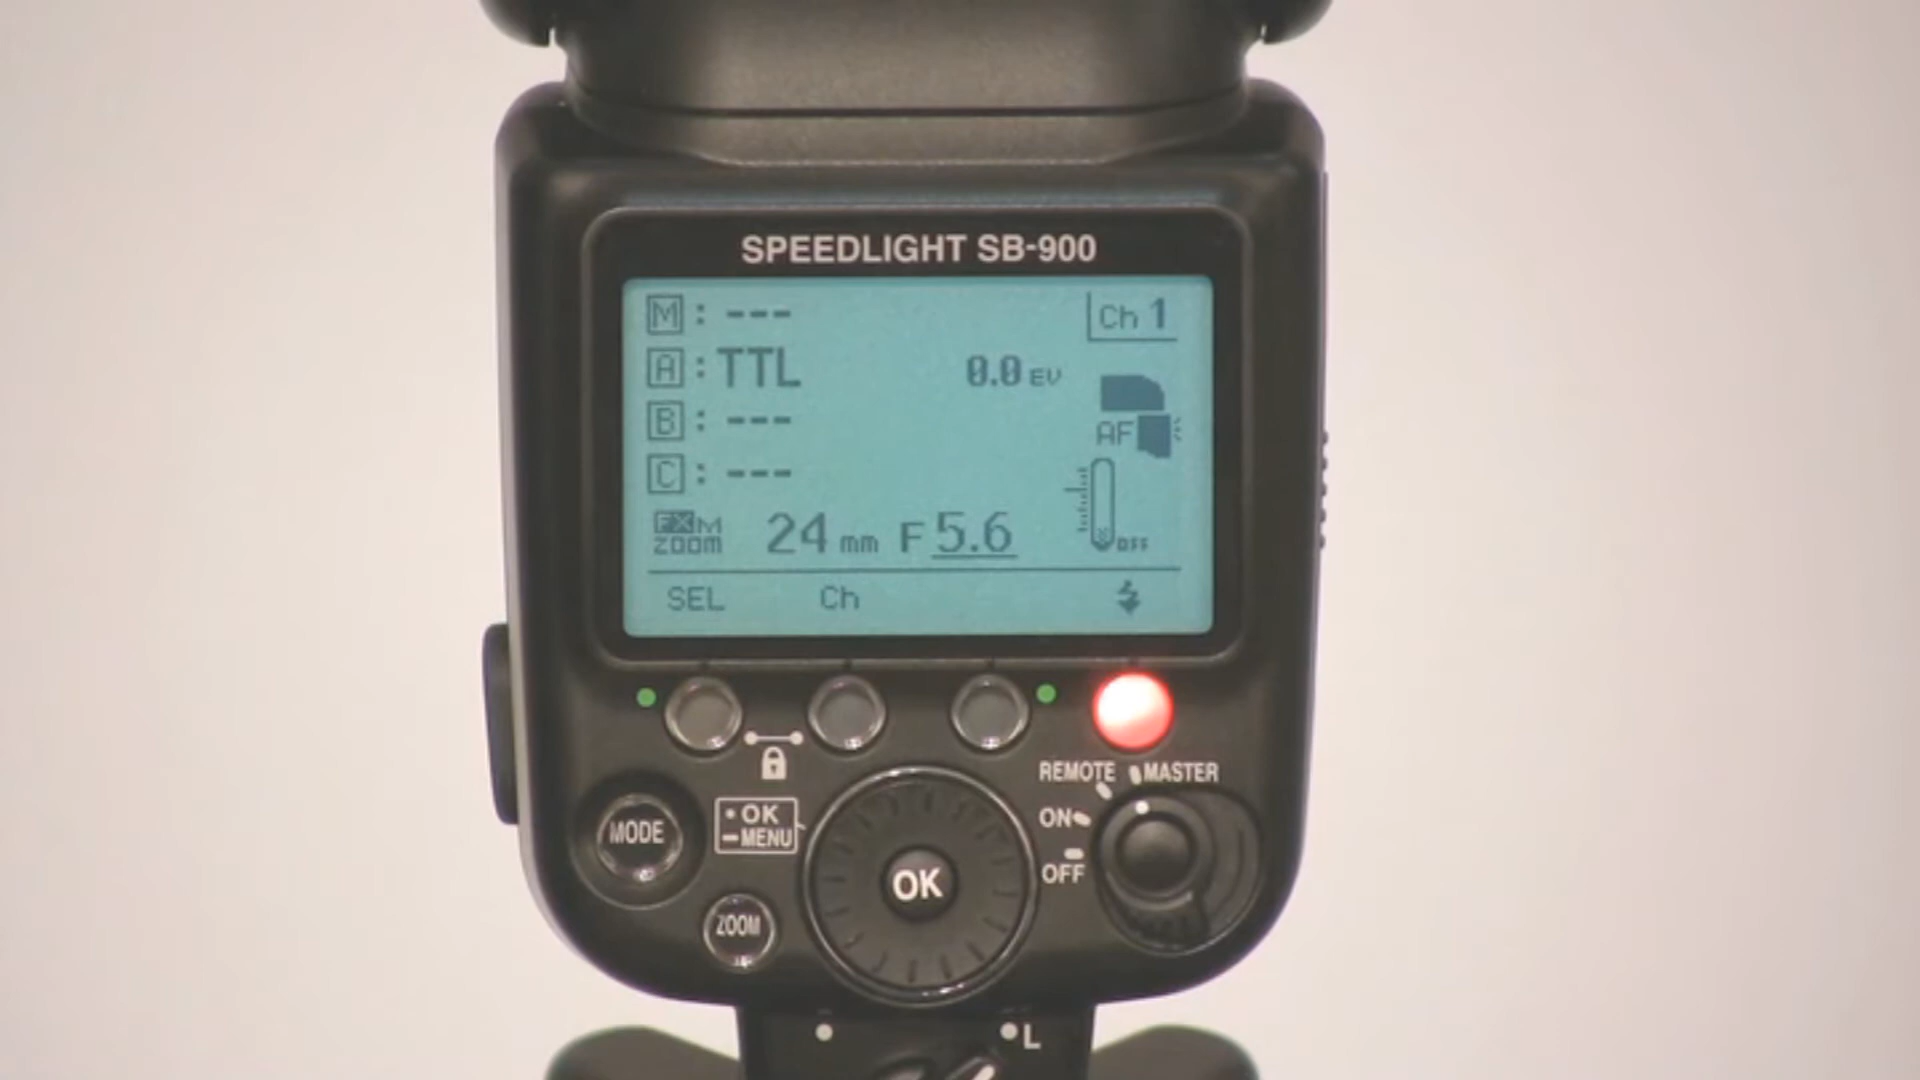 SPEEDLIGHT SB-900
M : --- Ch 1
A : TTL 0.0 EV
B : --- AF
C : ---
FX M ZOOM 24 mm F 5.6 OFF
SEL Ch
REMOTE MASTER
MODE • OK ON
— MENU
ZOOM OK OFF
L